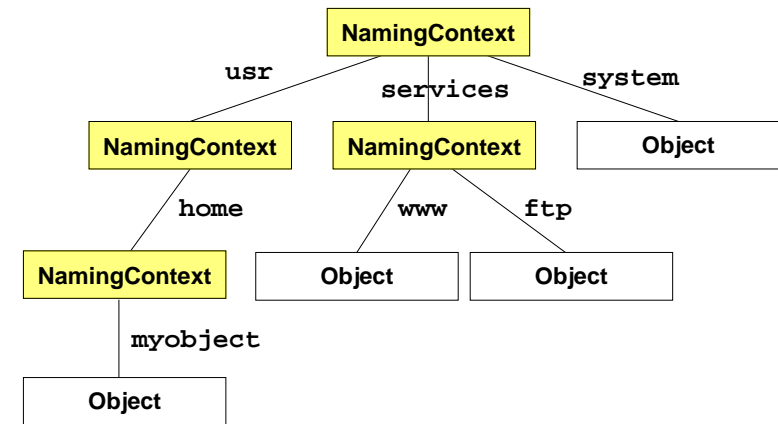 NamingContext
usr
services
system
NamingContext
NamingContext
Object
home
www
ftp
NamingContext
Object
Object
myobject
Object